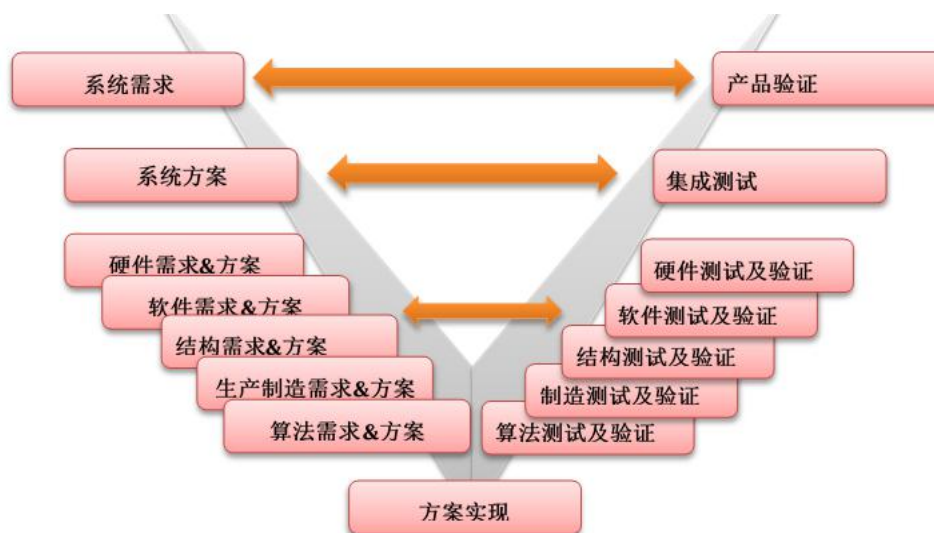 系统需求
产品验证
系统方案
集成测试
硬件需求&方案
软件需求&方案
结构需求&方案
生产制造需求&方案
算法需求&方案
硬件测试及验证
软件测试及验证
结构测试及验证
制造测试及验证
算法测试及验证
方案实现